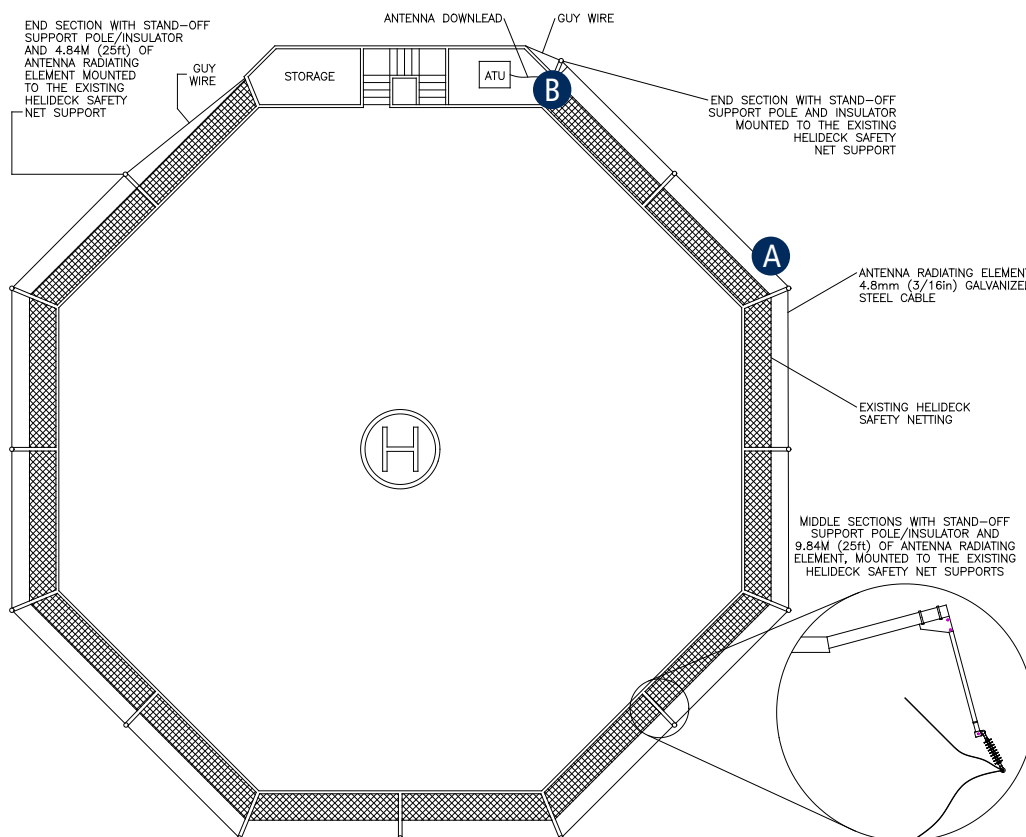 END SECTION WITH STAND-OFF
SUPPORT POLE/INSULATOR
AND 4.84M (25ft) OF
ANTENNA RADIATING
ELEMENT MOUNTED
TO THE EXISTING
HELIDECK SAFETY
NET SUPPORT
GUY
WIRE
ANTENNA DOWNLEAD
GUY WIRE
STORAGE
ATU
B
END SECTION WITH STAND-OFF
SUPPORT POLE AND INSULATOR
MOUNTED TO THE EXISTING
HELIDECK SAFETY
NET SUPPORT
A
ANTENNA RADIATING ELEMENT
4.8mm (3/16in) GALVANIZE
STEEL CABLE
EXISTING HELIDECK
SAFETY NETTING
H
MIDDLE SECTIONS WITH STAND-OFF
SUPPORT POLE/INSULATOR AND
9.84M (25ft) OF ANTENNA RADIATING
ELEMENT, MOUNTED TO THE EXISTING
HELIDECK SAFETY NET SUPPORTS